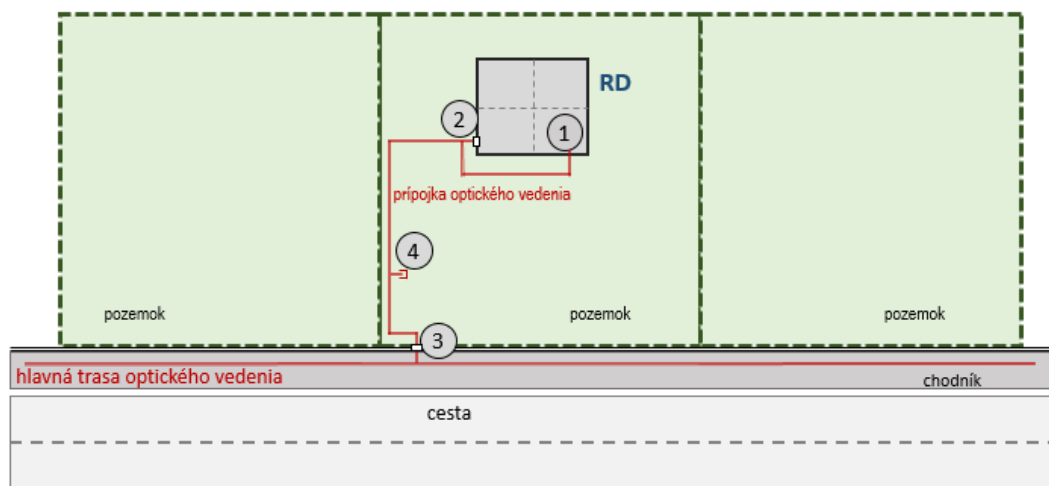 RD
2
1
prípojka optického vedenia
4
pozemok
pozemok
pozemok
3
hlavná trasa optického vedenia
chodník
cesta